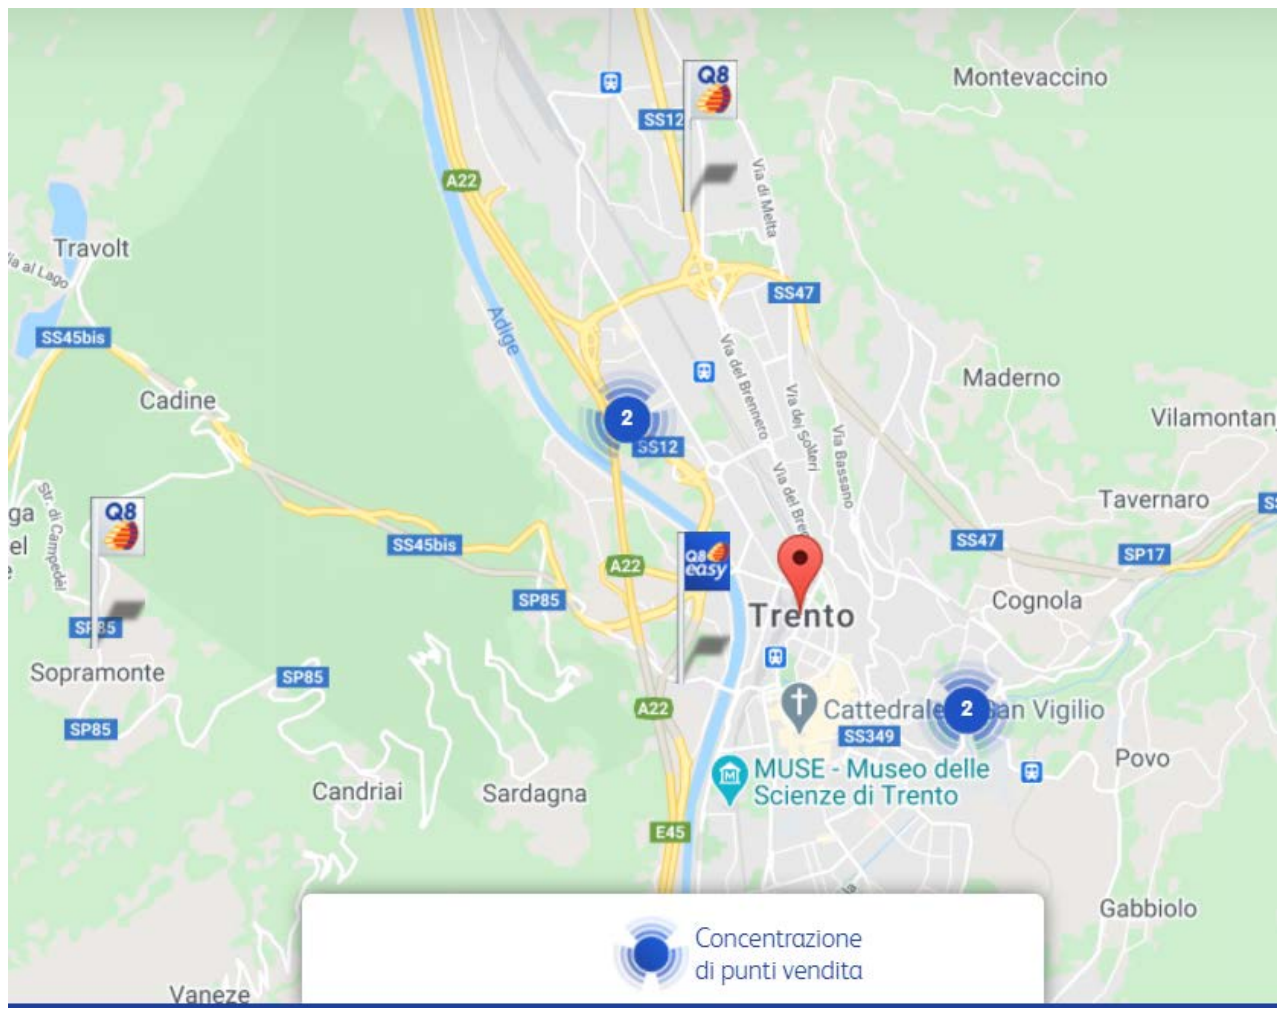 Q8
Montevaccino
SS12
Via di Melta
A22
Travolt
SS47
Adige
SS45bis
Via del Brennero
Maderno
Cadine
Via dei Solteri
Vilamontan
2
SS12
Via Bassano
Str. di Campedel
Tavernaro
Q8
SS47
SS45bis
SP17
Q8
easy
A22
SP85
Cognola
Trento
SP85
Sopramonte
SP85
A22
Cattedrale
2
San Vigilio
SP85
SS349
MUSE - Museo delle
Scienze di Trento
Povo
Candriai
Sardagna
E45
Gabbiolo
Concentrazione
di punti vendita
Vaneze